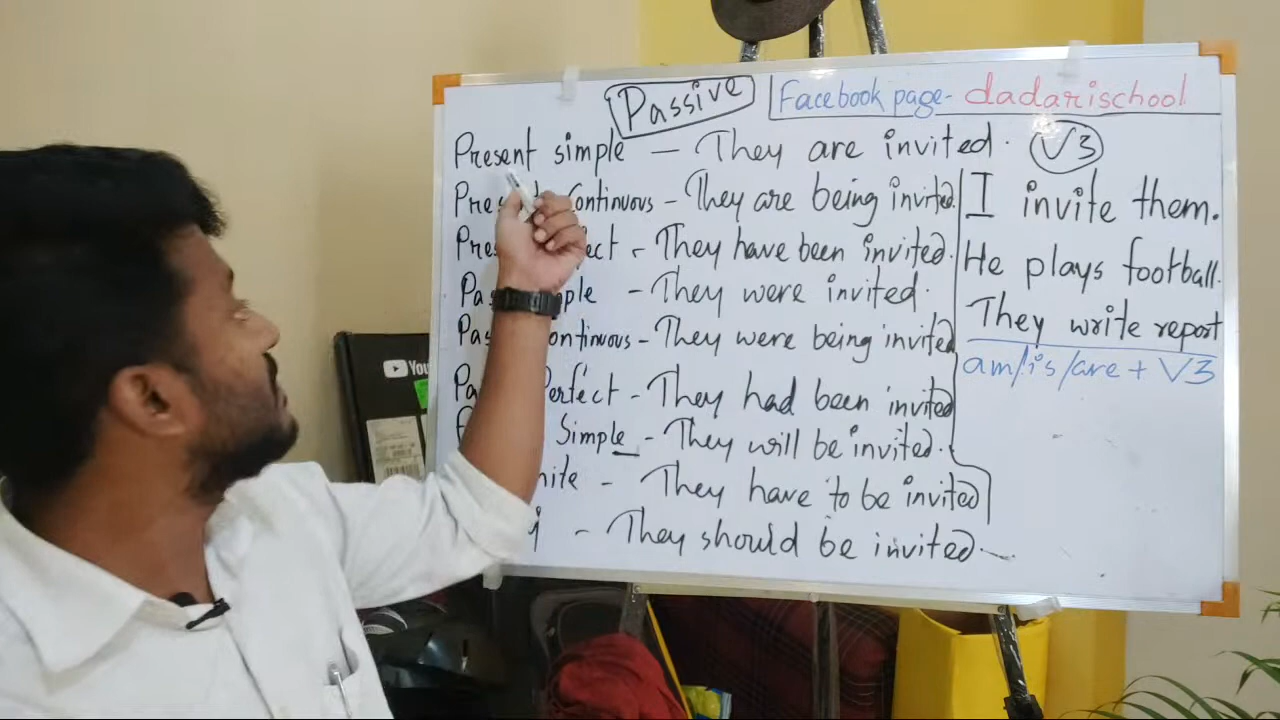 Passive
Facebook page - dadarischool
Present simple - They are invited. V3
Continuous - They are being invited.
- They have been invited.
- They were invited.
- They were being invited
Perfect - They had been invited
Simple - They will be invited.
- They have to be invited
- They should be invited.
I invite them.
He plays football.
They write report
am/is/are + V3